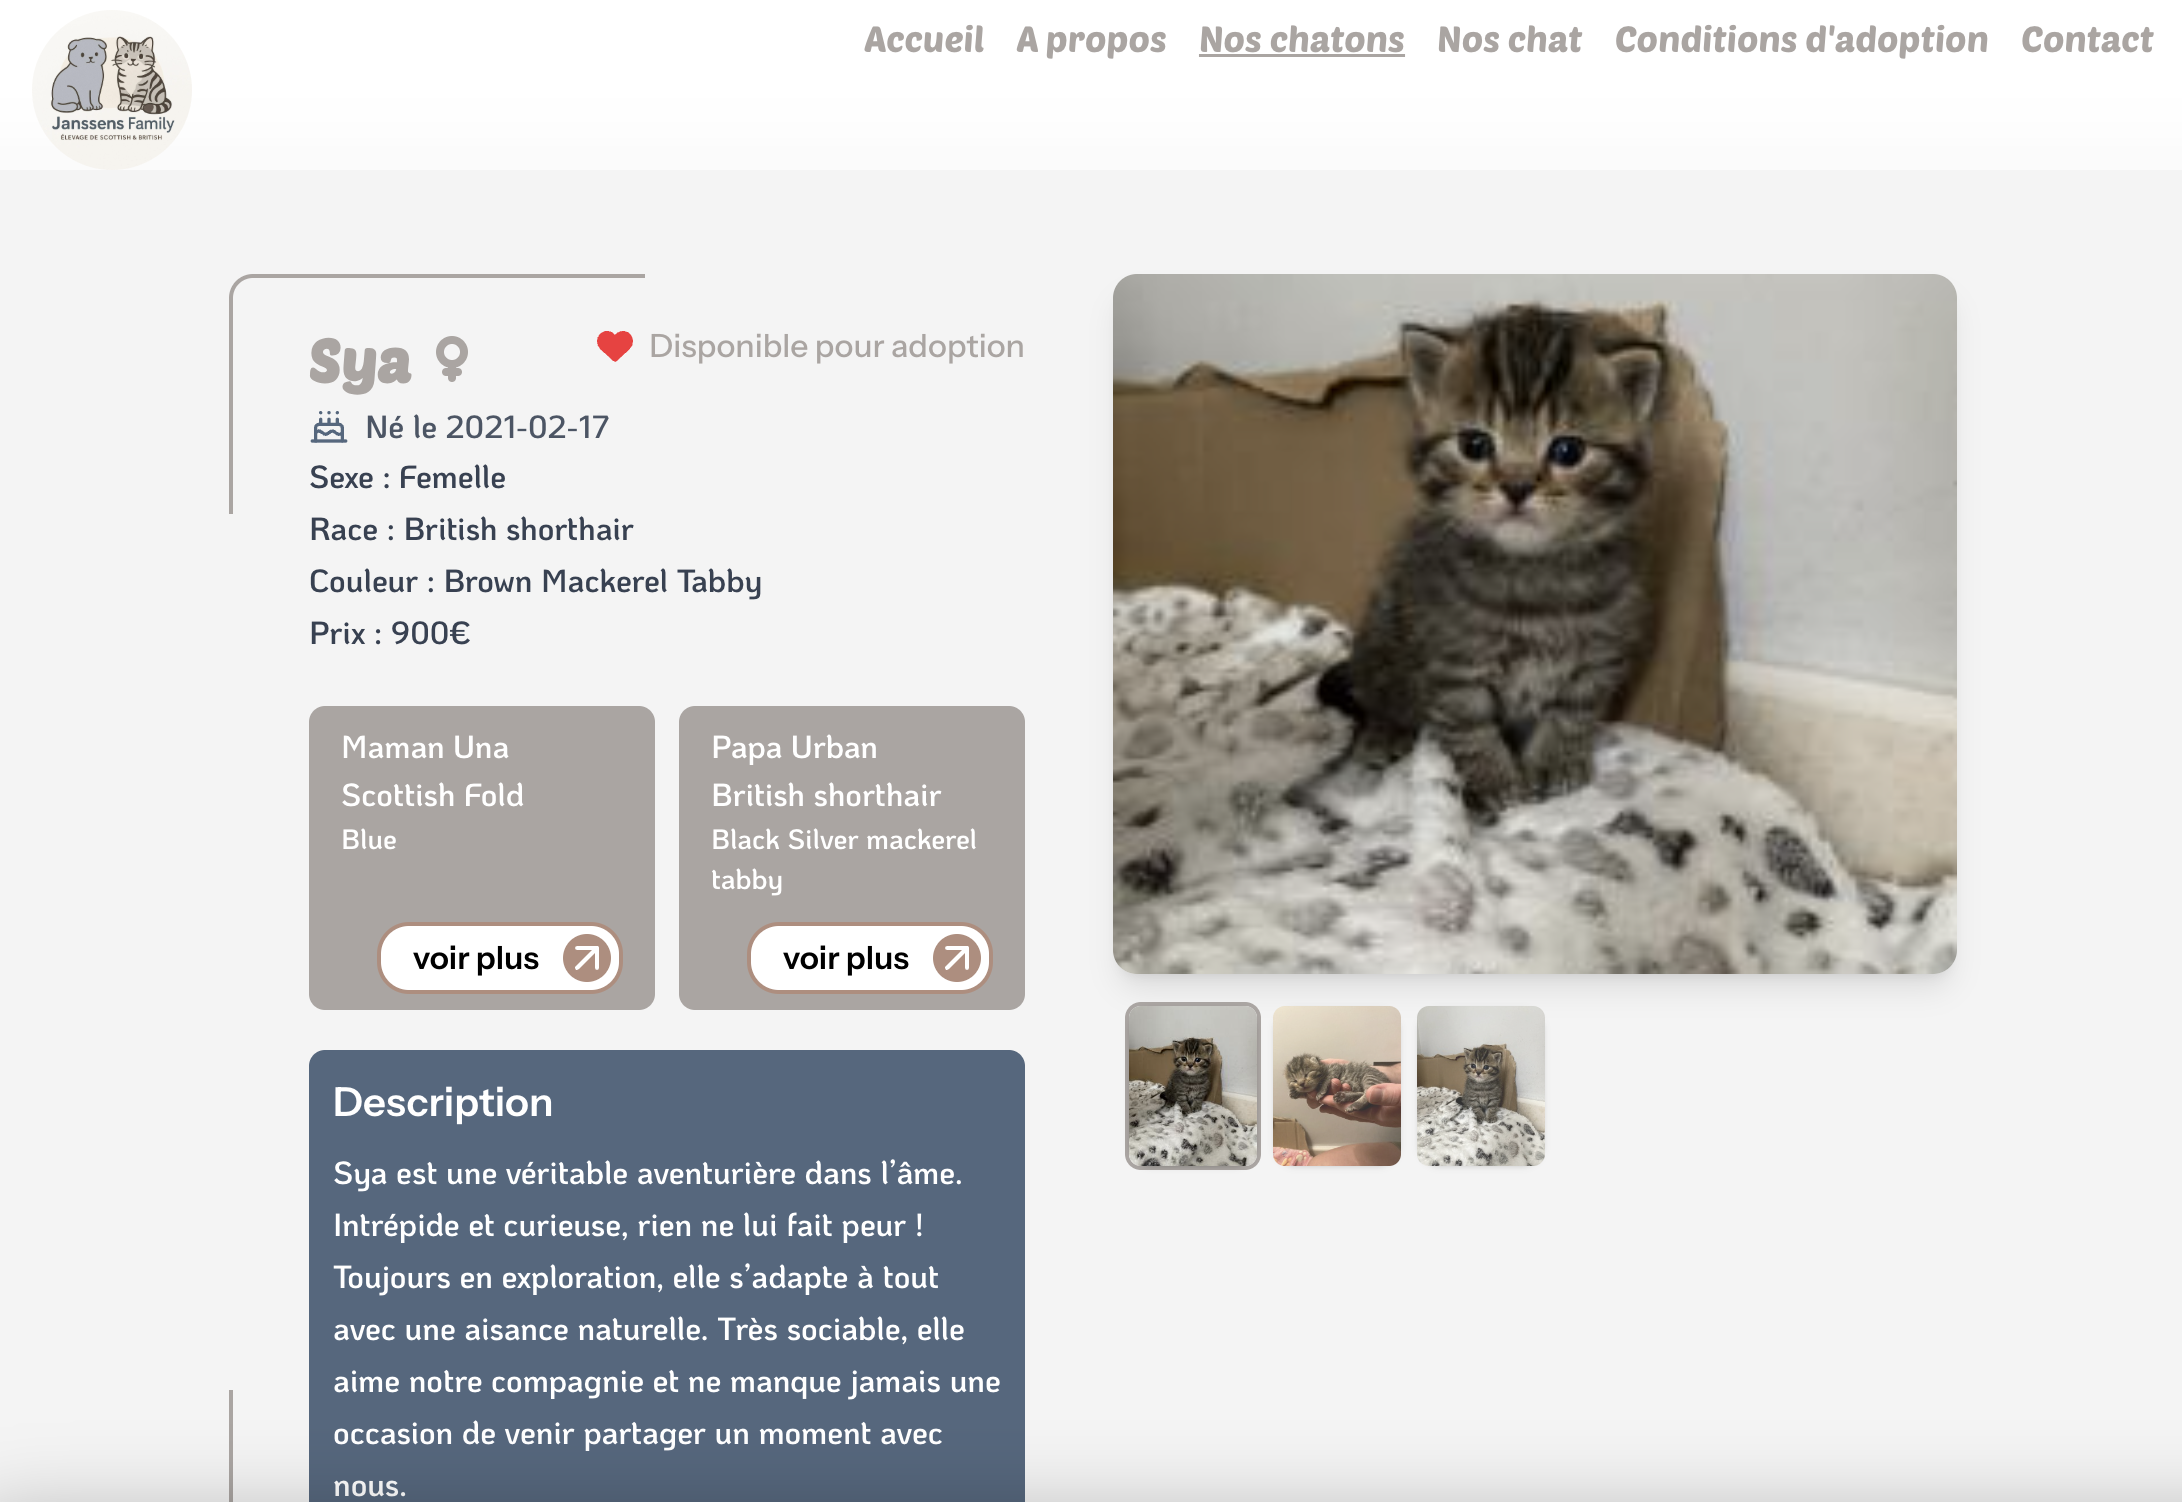 Janssens Family
ÉLEVAGE DE SCOTTISH & BRITISH
Accueil
A propos
Nos chatons
Nos chat
Conditions d'adoption
Contact
Sya
Disponible pour adoption
Né le 2021-02-17
Sexe : Femelle
Race : British shorthair
Couleur : Brown Mackerel Tabby
Prix : 900€
Maman Una
Scottish Fold
Blue
voir plus
Papa Urban
British shorthair
Black Silver mackerel
tabby
voir plus
Description
Sya est une véritable aventurière dans l’âme.
Intrépide et curieuse, rien ne lui fait peur !
Toujours en exploration, elle s’adapte à tout
avec une aisance naturelle. Très sociable, elle
aime notre compagnie et ne manque jamais une
occasion de venir partager un moment avec
nous.